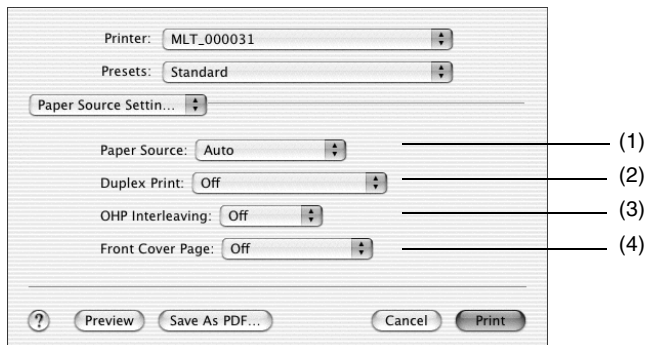 Printer: MLT_000031
Presets: Standard
Paper Source Settin...
Paper Source: Auto (1)
Duplex Print: Off (2)
OHP Interleaving: Off (3)
Front Cover Page: Off (4)
? Preview Save As PDF... Cancel Print